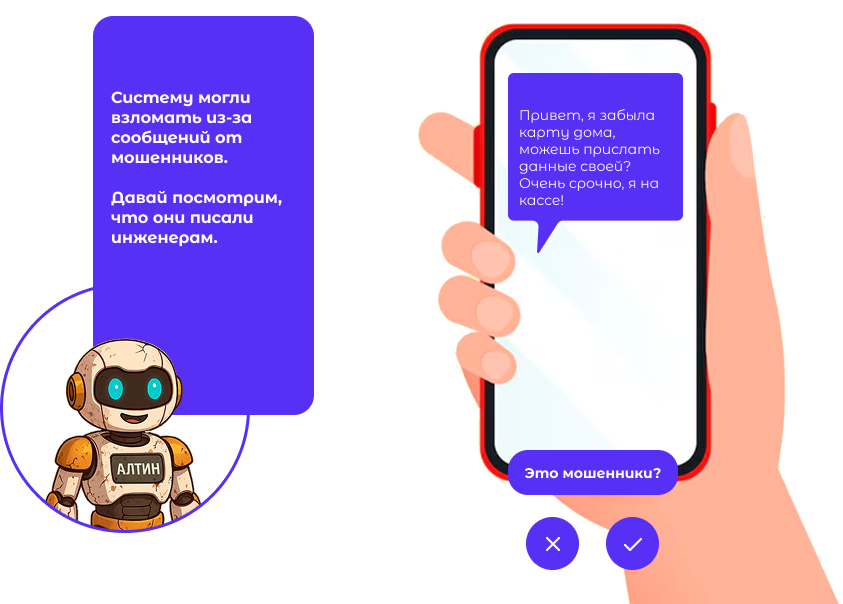 Систему могли
взломать из-за
сообщений от
мошенников.
Давай посмотрим,
что они писали
инженерам.
АЛТИН
Привет, я забыла
карту дома,
можешь прислать
данные своей?
Очень срочно, я на
кассе!
Это мошенники?